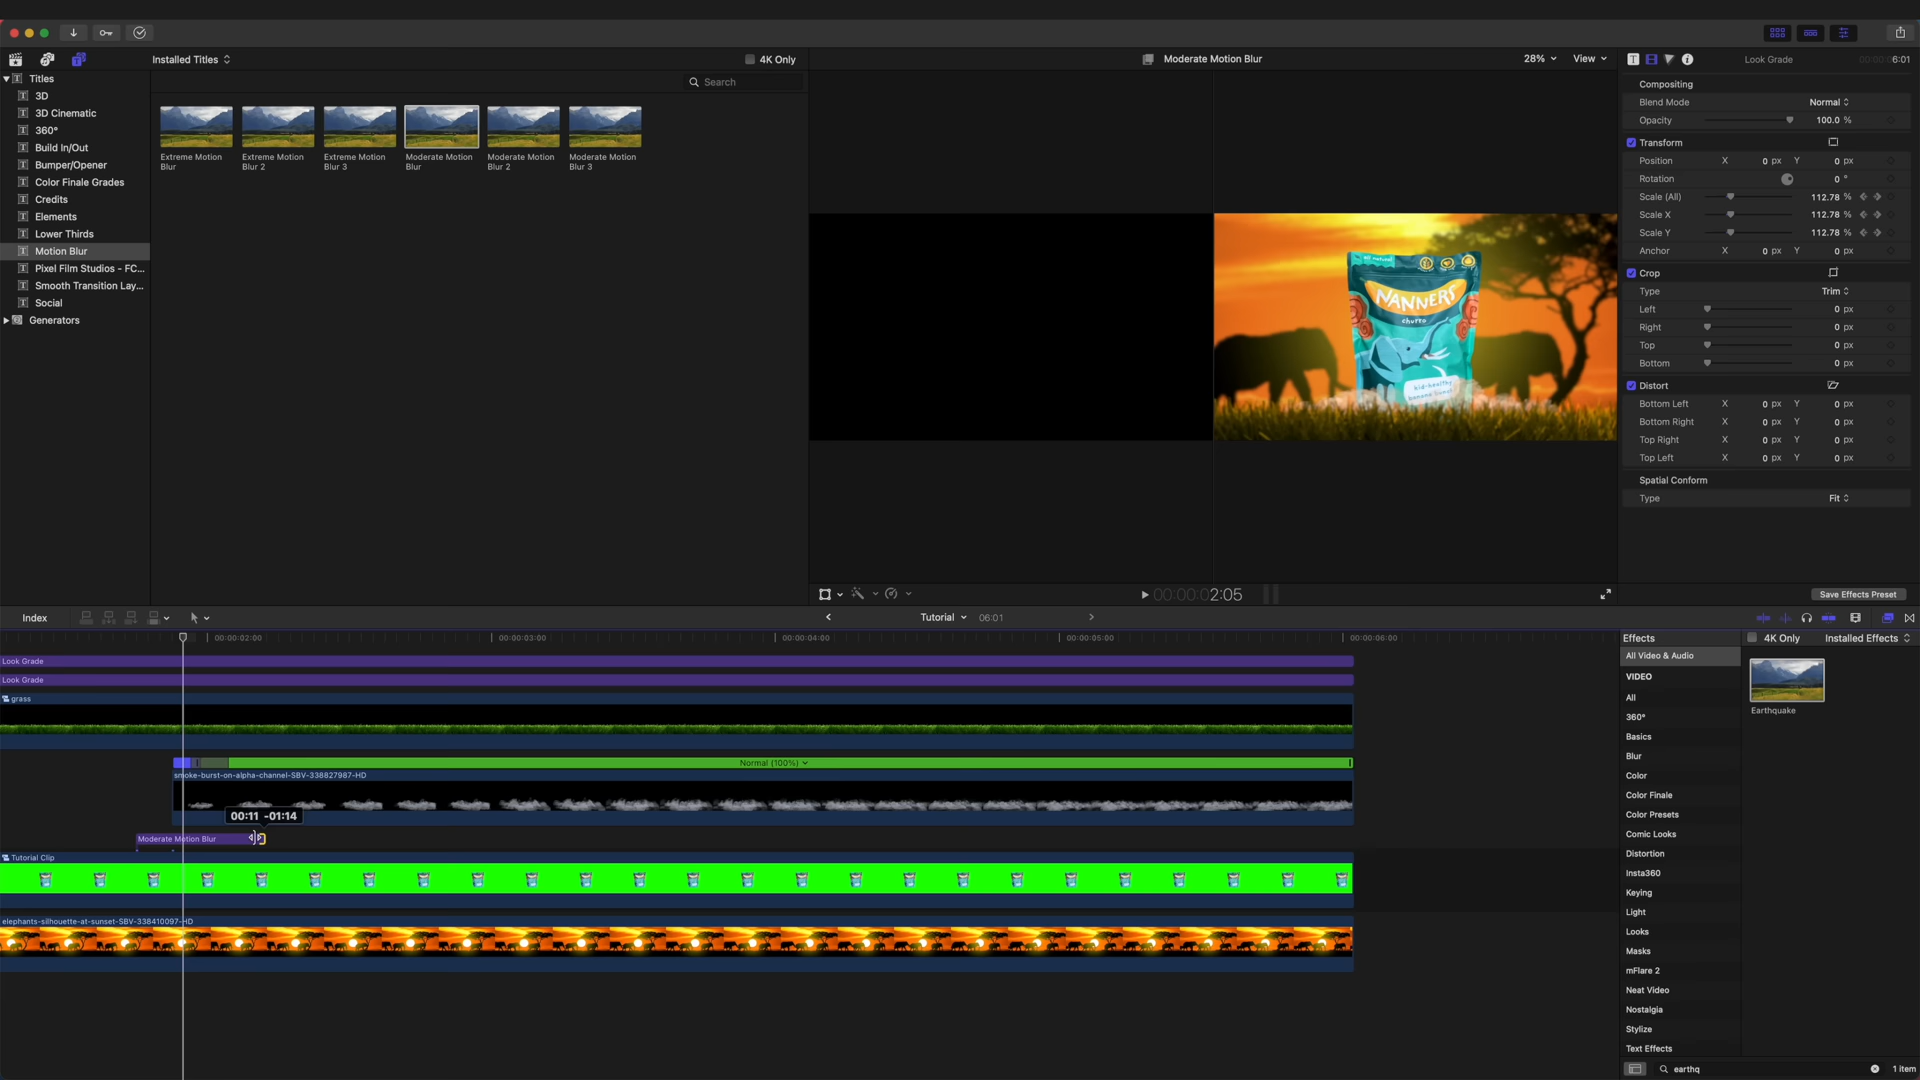 Installed Titles
4K Only
Moderate Motion Blur
28%
View
Look Grade
00:00:0 6:01
Titles
3D
3D Cinematic
360°
Build In/Out
Bumper/Opener
Color Finale Grades
Credits
Elements
Lower Thirds
Motion Blur
Pixel Film Studios - FC...
Smooth Transition Lay...
Social
Generators
Search
Extreme Motion
Blur
Extreme Motion
Blur 2
Extreme Motion
Blur 3
Moderate Motion
Blur
Moderate Motion
Blur 2
Moderate Motion
Blur 3
all natural
NANNERS
churro
kid-healthy
banana
Compositing
Blend Mode Normal
Opacity 100.0 %
Transform
Position X 0 px Y 0 px
Rotation 0 °
Scale (All) 112.78 %
Scale X 112.78 %
Scale Y 112.78 %
Anchor X 0 px Y 0 px
Crop
Type Trim
Left 0 px
Right 0 px
Top 0 px
Bottom 0 px
Distort
Bottom Left X 0 px Y 0 px
Bottom Right X 0 px Y 0 px
Top Right X 0 px Y 0 px
Top Left X 0 px Y 0 px
Spatial Conform
Type Fit
Save Effects Preset
00:00:02:05
Index
Tutorial 06:01
00:00:02:00
00:00:03:00
00:00:04:00
00:00:05:00
00:00:06:00
Look Grade
Look Grade
grass
Normal (100%)
smoke-burst-on-alpha-channel-SBV-338827987-HD
00:11 -01:14
Moderate Motion Blur
Tutorial Clip
elephants-silhouette-at-sunset-SBV-338410097-HD
Effects
4K Only
Installed Effects
All Video & Audio
VIDEO
All
360°
Basics
Blur
Color
Color Finale
Color Presets
Comic Looks
Distortion
Insta360
Keying
Light
Looks
Masks
mFlare 2
Neat Video
Nostalgia
Stylize
Text Effects
Earthquake
earthq
1 item